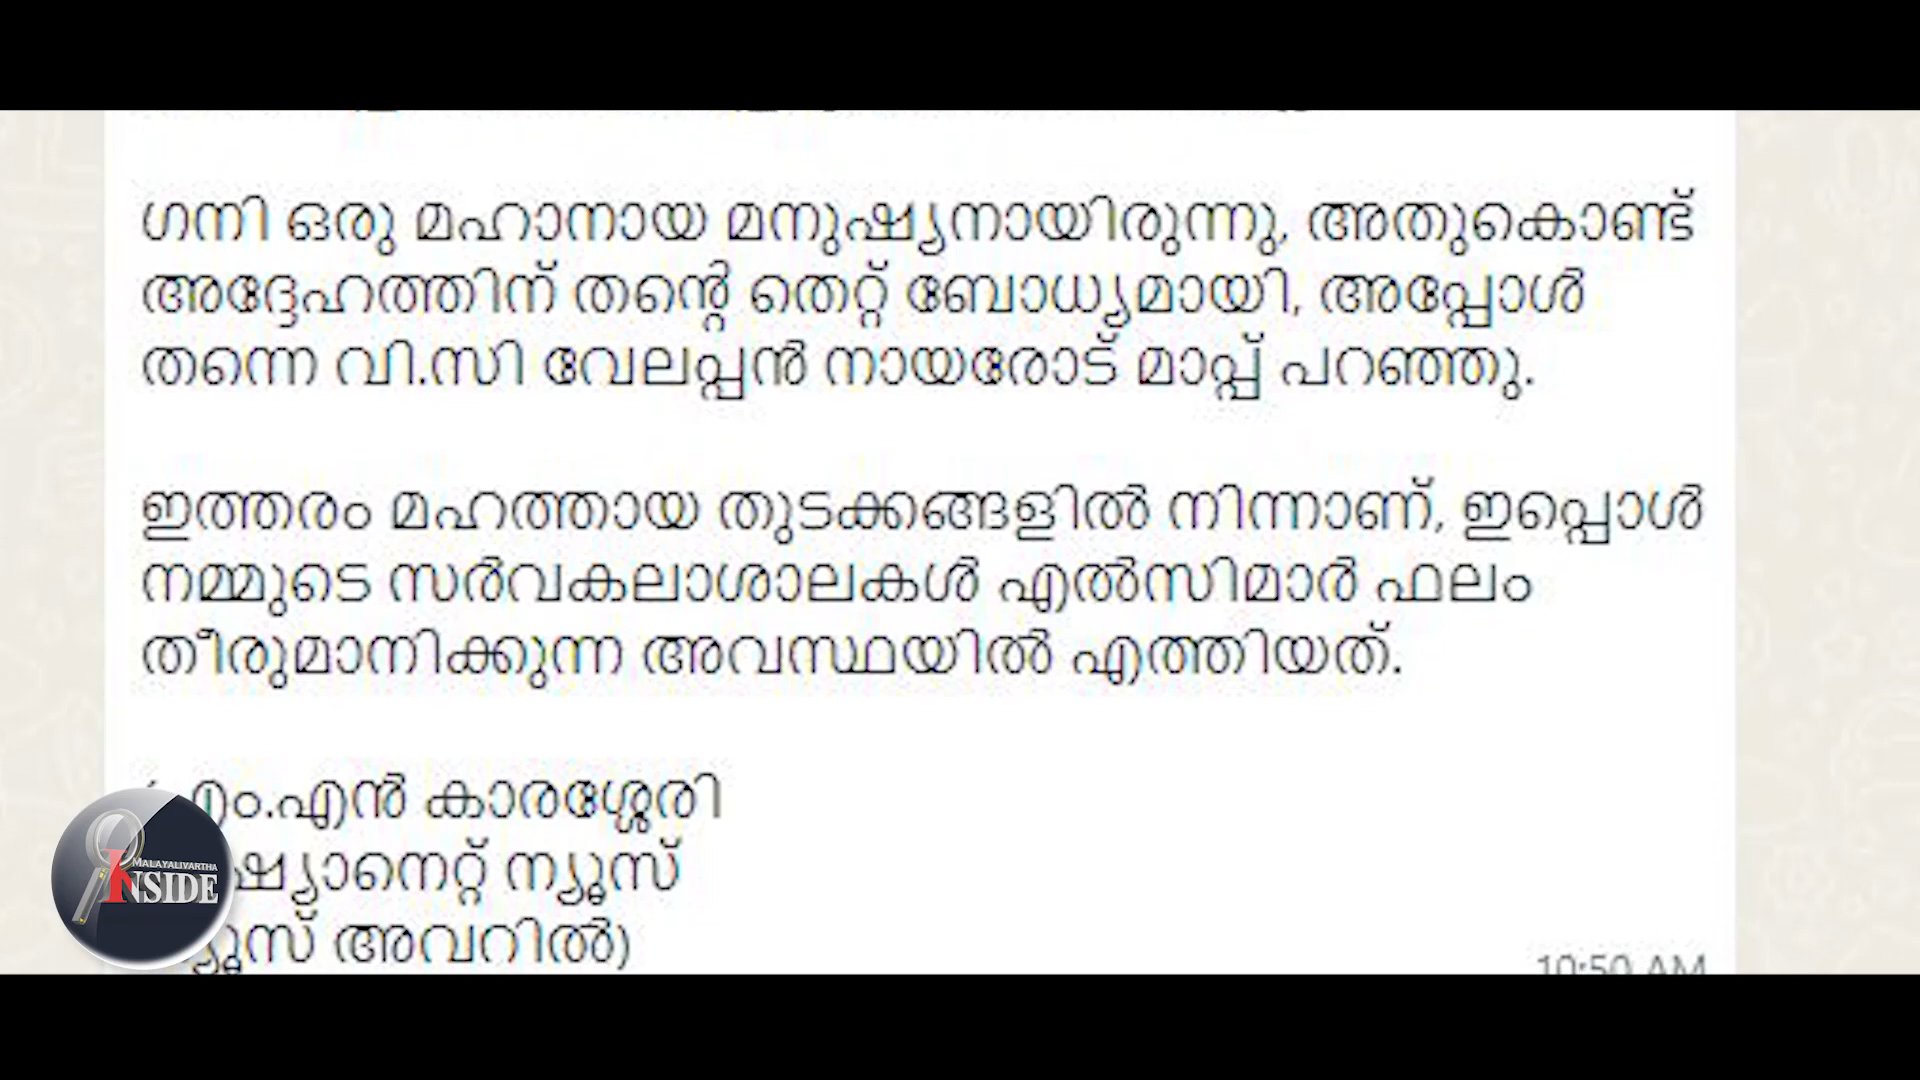 ഗനി ഒരു മഹാനായ മനുഷ്യനായിരുന്നു, അതുകൊണ്ട്
അദ്ദേഹത്തിന് തന്റെ തെറ്റ് ബോധ്യമായി, അപ്പോൾ
തന്നെ വി.സി വേലപ്പൻ നായരോട് മാപ്പ് പറഞ്ഞു.
ഇത്തരം മഹത്തായ തുടക്കങ്ങളിൽ നിന്നാണ്, ഇപ്പൊൾ
നമ്മുടെ സർവകലാശാലകൾ എൽസിമാർ ഫലം
തീരുമാനിക്കുന്ന അവസ്ഥയിൽ എത്തിയത്.
എം.എൻ കാരശ്ശേരി
ന്യൂസ്
അവറിൽ)
10:50 AM
MALAYALIVARTHA
INSIDE